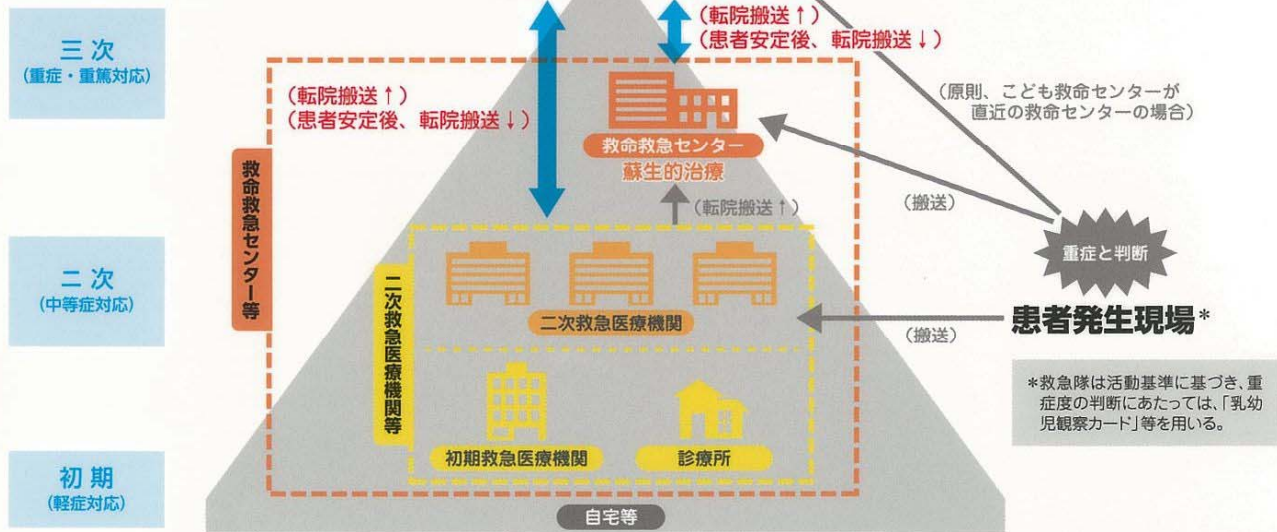 三次
(重症・重篤対応)
(転院搬送↑)
(患者安定後、転院搬送↓)
(転院搬送↑)
(患者安定後、転院搬送↓)
(原則、こども救命センターが
直近の救命センターの場合)
救命救急センター
蘇生的治療
救命救急センター等
(転院搬送↑)
(搬送)
重症と判断
二次
(中等症対応)
二次救急医療機関等
二次救急医療機関
(搬送)
患者発生現場*
*救急隊は活動基準に基づき、重
症度の判断にあたっては、「乳幼
児観察カード」等を用いる。
初期救急医療機関
診療所
初期
(軽症対応)
自宅等